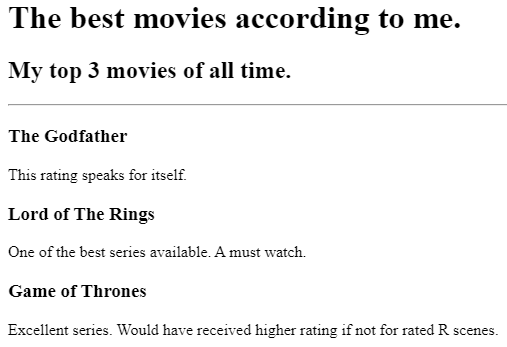 The best movies according to me.
My top 3 movies of all time.
The Godfather
This rating speaks for itself.
Lord of The Rings
One of the best series available. A must watch.
Game of Thrones
Excellent series. Would have received higher rating if not for rated R scenes.